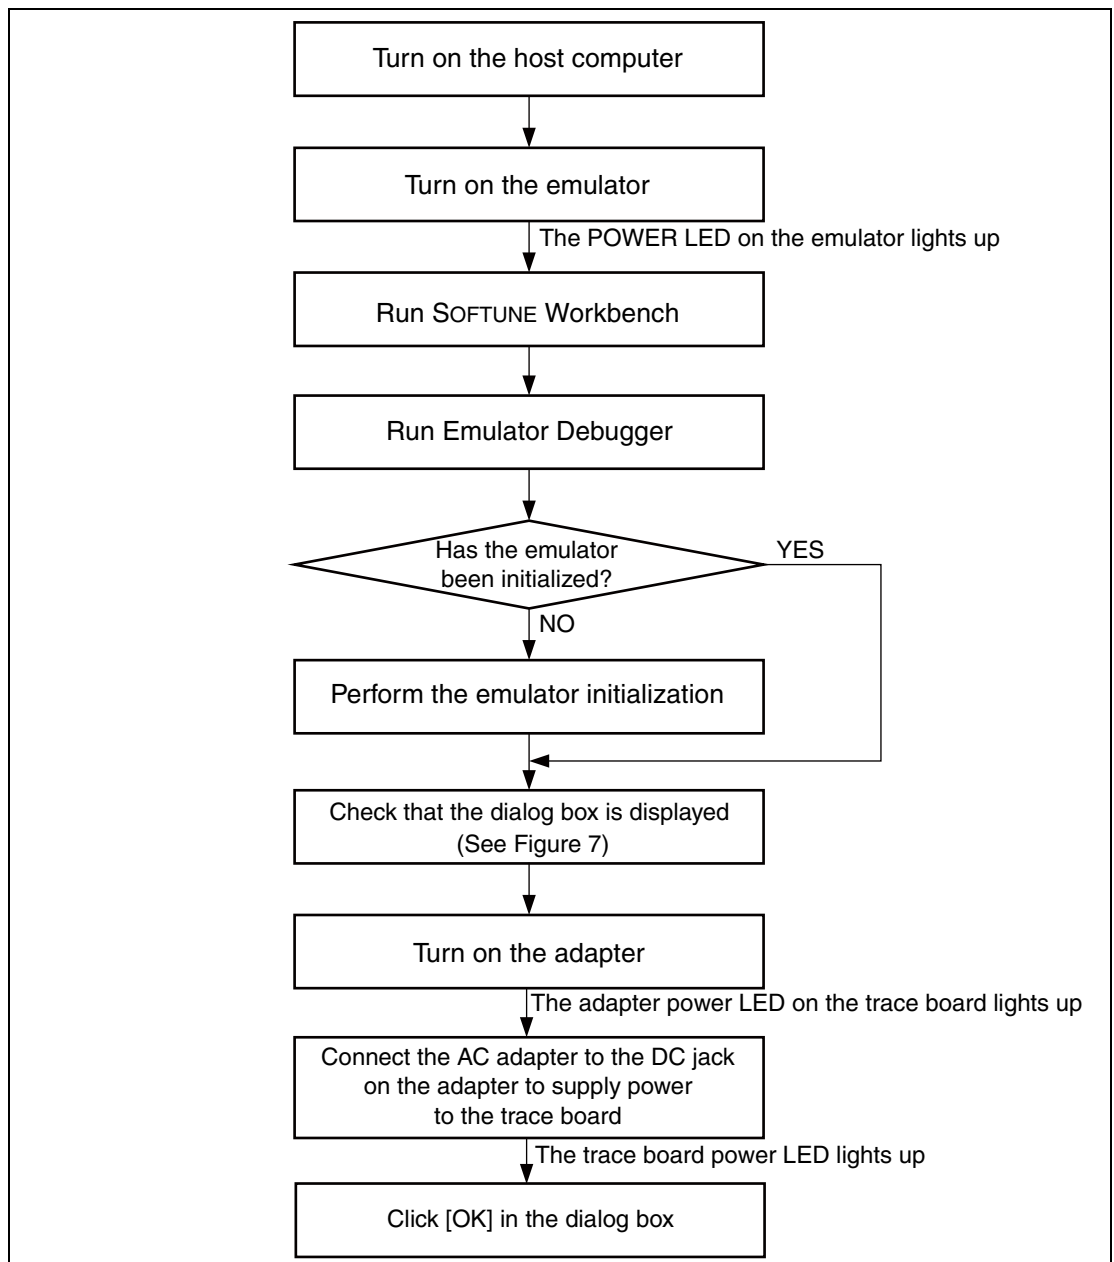 Turn on the host computer
Turn on the emulator
The POWER LED on the emulator lights up
Run SOFTUNE Workbench
Run Emulator Debugger
Has the emulator
been initialized?
YES
NO
Perform the emulator initialization
Check that the dialog box is displayed
(See Figure 7)
Turn on the adapter
The adapter power LED on the trace board lights up
Connect the AC adapter to the DC jack
on the adapter to supply power
to the trace board
The trace board power LED lights up
Click [OK] in the dialog box